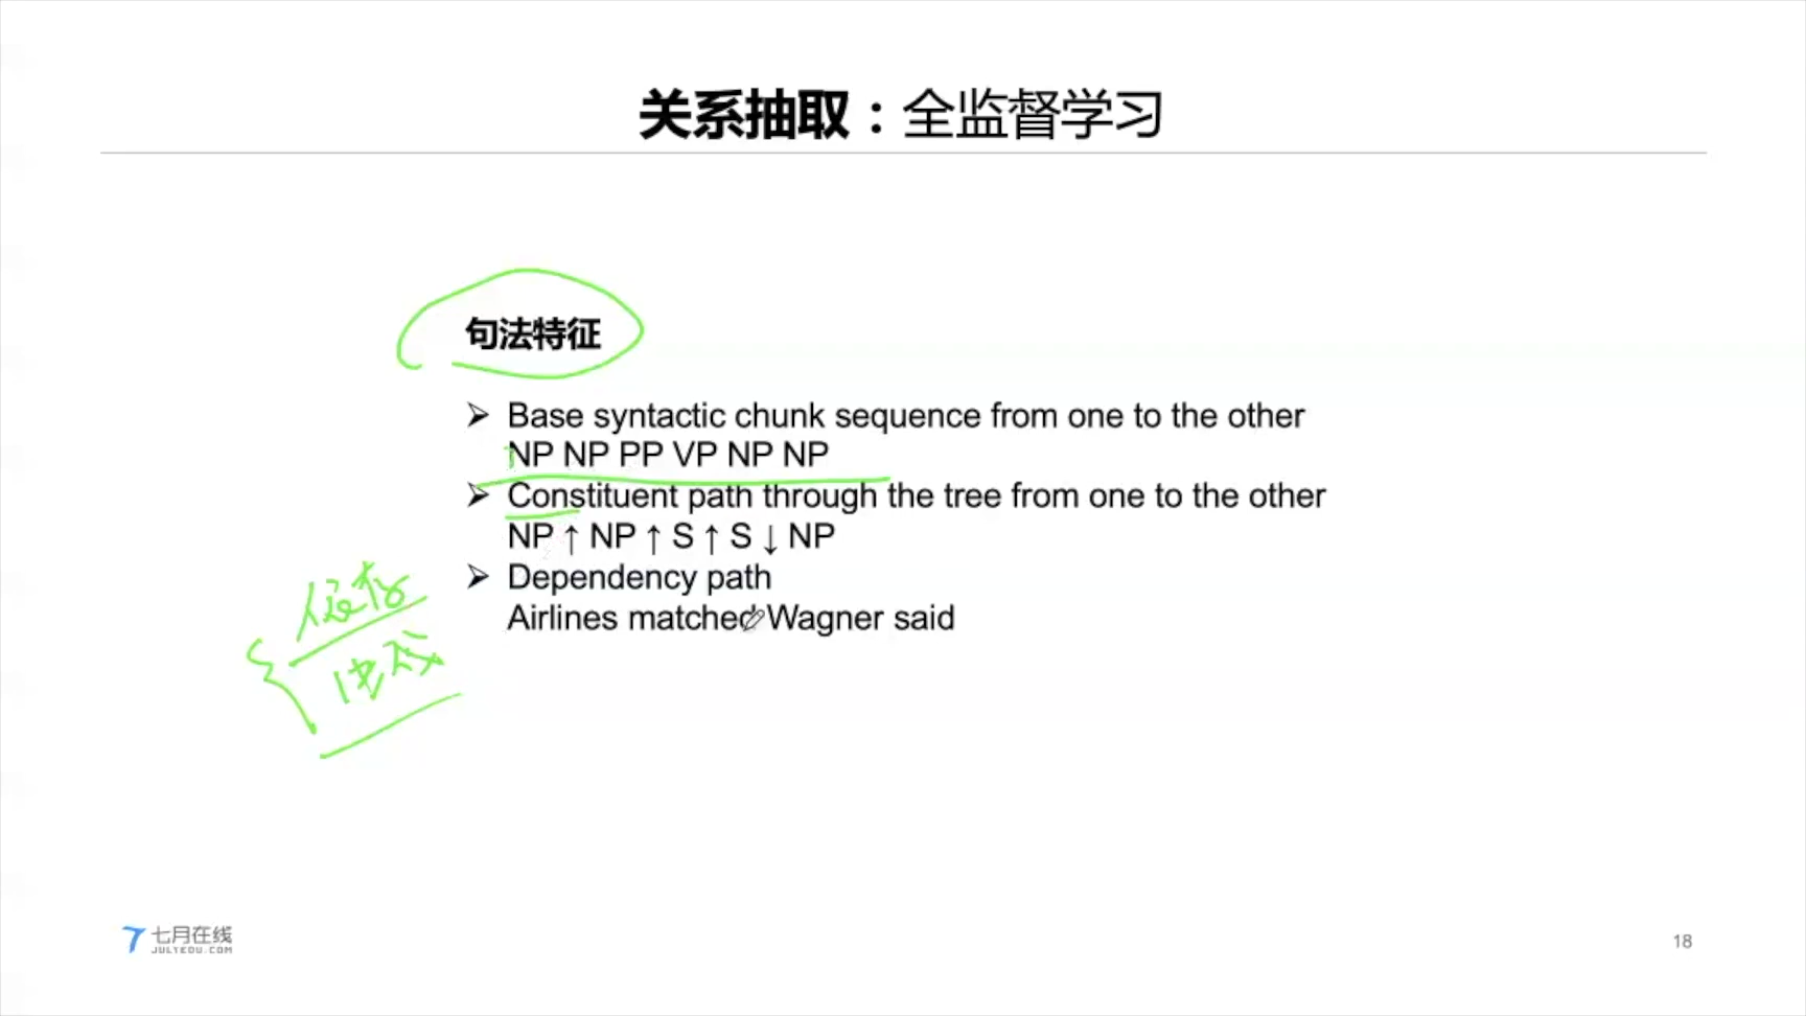 关系抽取：全监督学习
句法特征
➢ Base syntactic chunk sequence from one to the other
NP NP PP VP NP NP
➢ Constituent path through the tree from one to the other
NP ↑ NP ↑ S ↑ S ↓ NP
➢ Dependency path
Airlines matched Wagner said
依存
七月在线
JULYEDU.COM
18